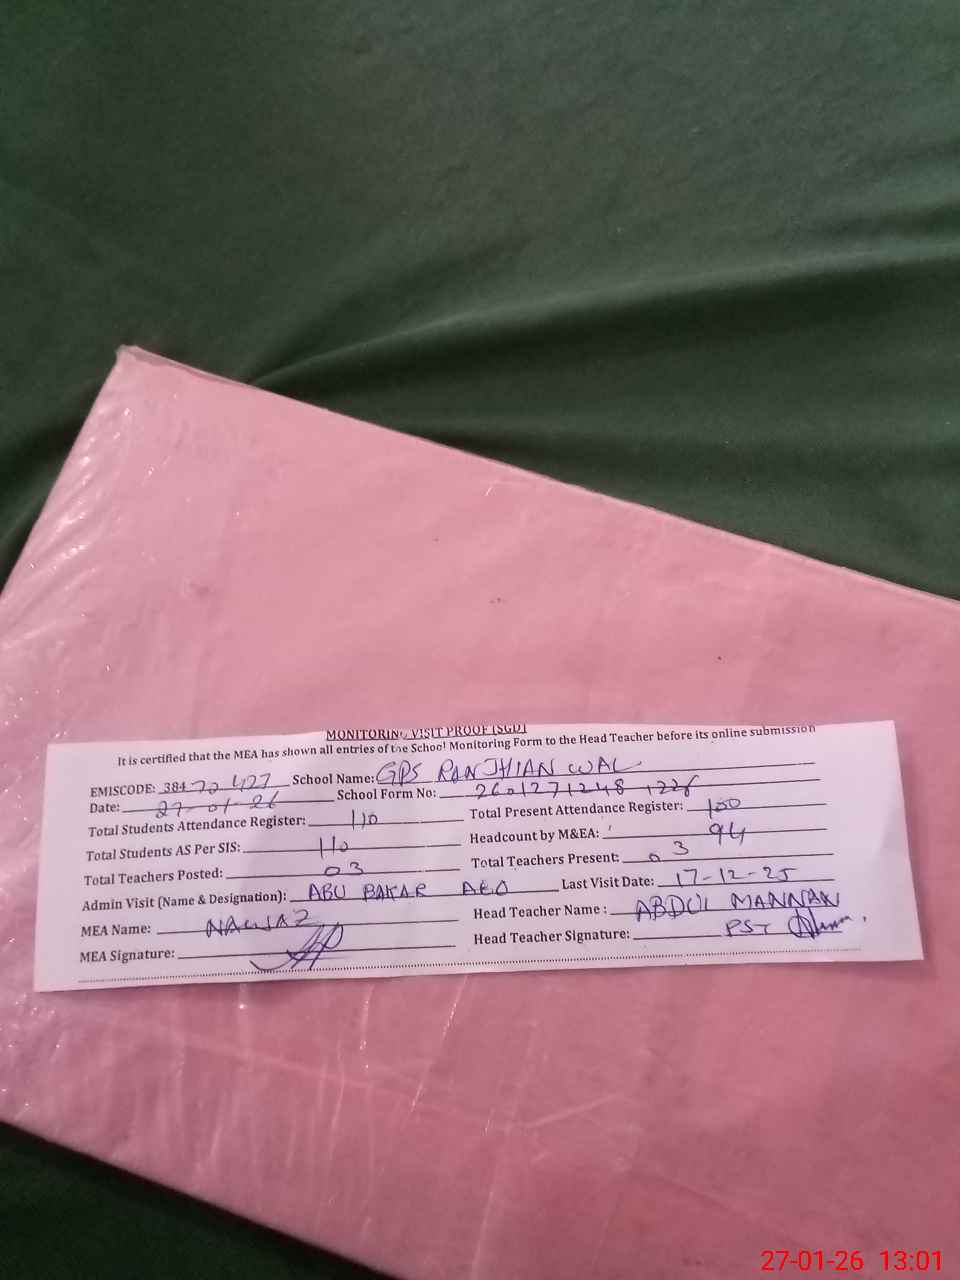 MONITORING VISIT PROOF [SGD]
It is certified that the MEA has shown all entries of the School Monitoring Form to the Head Teacher before its online submission
EMISCODE: 384 70 427 School Name: GPS RANJHIAN WAL
Date: 27-01-26 School Form No: 2601271248 1226
Total Students Attendance Register: 110 Total Present Attendance Register: 100
Total Students AS Per SIS: 110 Headcount by M&EA: 94
Total Teachers Posted: 03 Total Teachers Present: 03
Admin Visit (Name & Designation): ABU BAKAR AEO Last Visit Date: 17-12-25
MEA Name: NAWAZ Head Teacher Name : ABDUL MANNAN
MEA Signature: Head Teacher Signature: PST
27-01-26 13:01